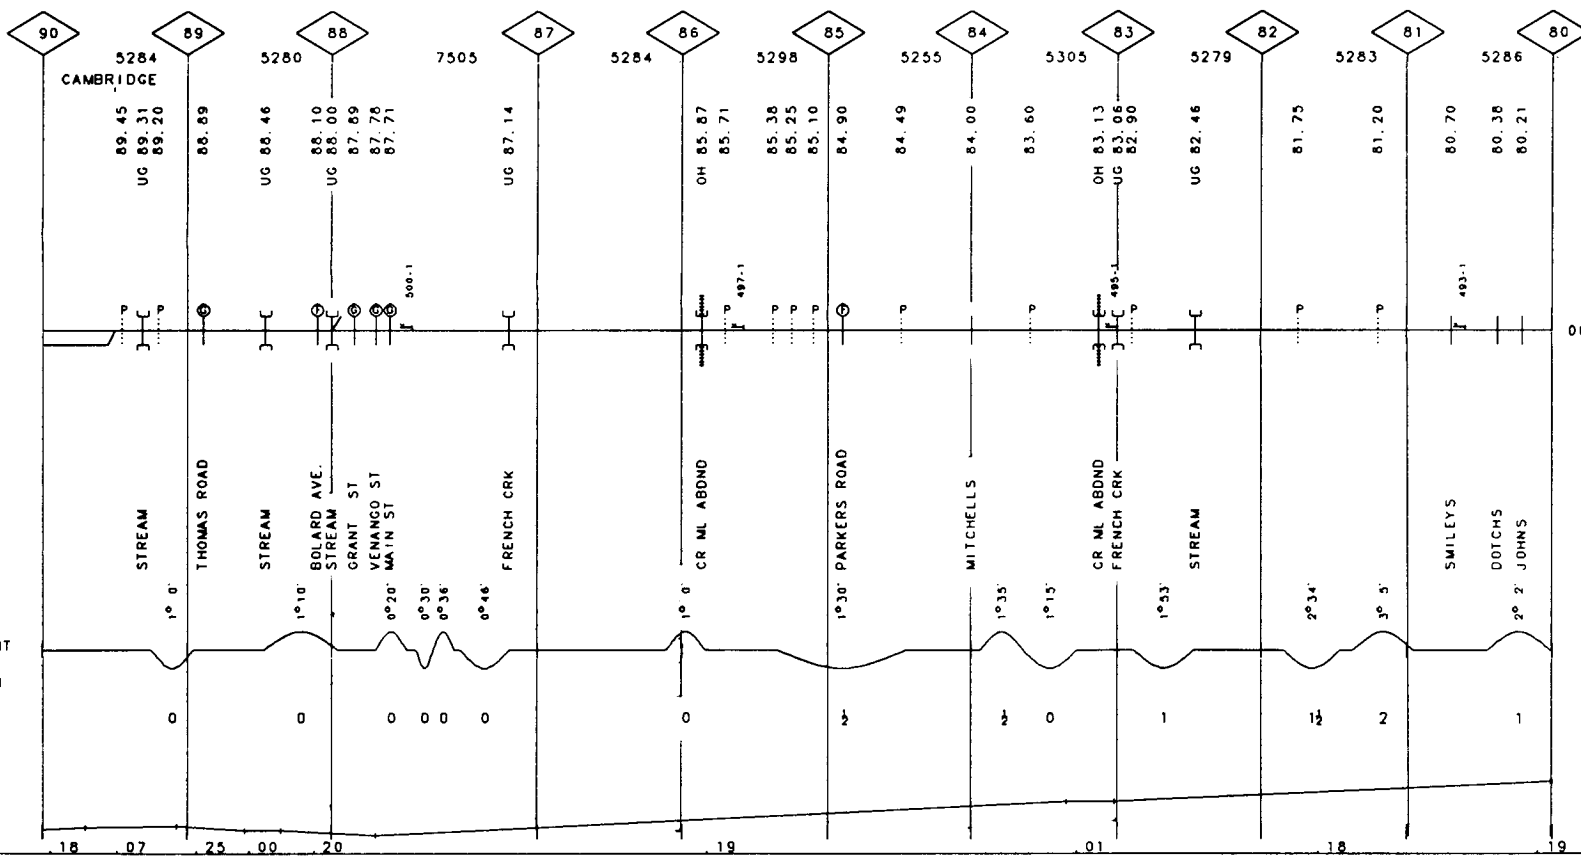 90 89 88 87 86 85 84 83 82 81 80
5284 5280 7505 5284 5298 5255 5305 5279 5283 5286
CAMBRIDGE
89.45
UG 89.31
89.20
88.89
UG 88.46
88.10
UG 88.00
87.89
87.78
87.71
UG 87.14
OH 85.87
85.71
85.38
85.25
85.10
84.90
84.49
84.00
83.60
OH 83.13
UG 83.06
82.90
UG 82.46
81.75
81.20
80.70
80.38
80.21
500-1
497-1
495-1
493-1
P P G F G G G P P P P F P P P P P
STREAM
THOMAS ROAD
STREAM
BOLARD AVE.
STREAM
GRANT ST
VENANGO ST
MAIN ST
FRENCH CRK
CR ML ABDND
PARKERS ROAD
MITCHELLS
CR ML ABDND
FRENCH CRK
STREAM
SMILEYS
DOTCHS
JOHNS
1° 0'
1°10'
0°20'
0°30'
0°36'
0°46'
1° 0'
1°30'
1°35'
1°15'
1°53'
2°34'
3° 5'
2° 2'
0 0 0 0 0 0 0 ½ ½ 0 1 1½ 2 1
.18 .07 .25 .00 .20 .19 .01 .18 .19